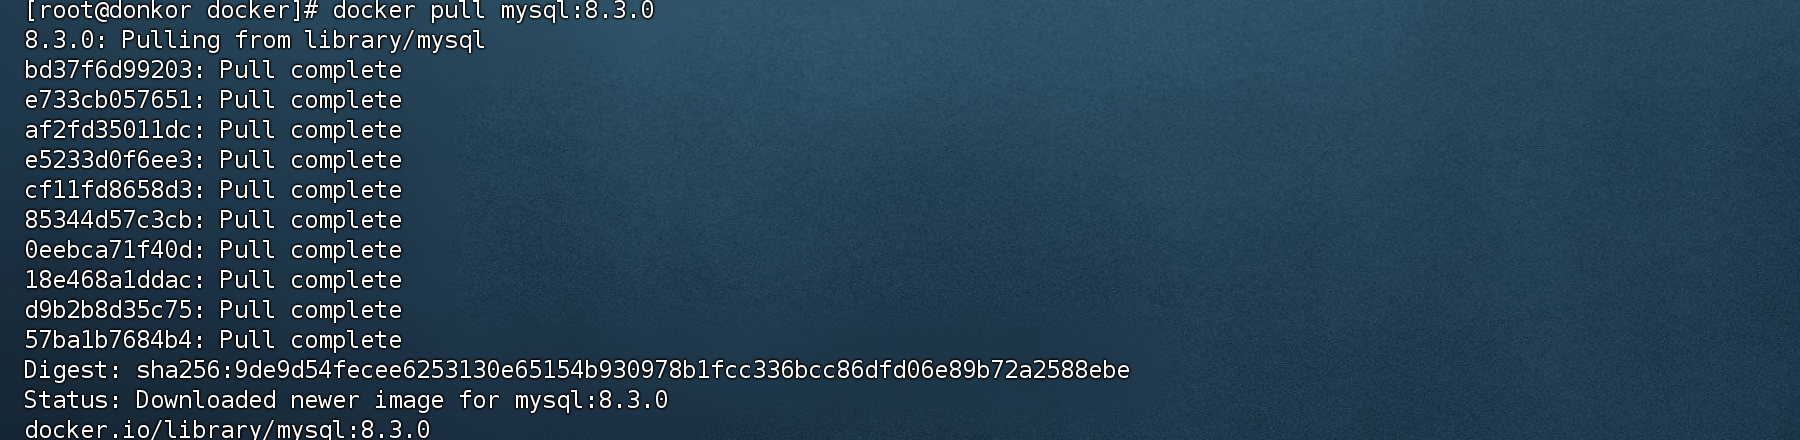 [root@donkor docker]# docker pull mysql:8.3.0
8.3.0: Pulling from library/mysql
bd37f6d99203: Pull complete
e733cb057651: Pull complete
af2fd35011dc: Pull complete
e5233d0f6ee3: Pull complete
cf11fd8658d3: Pull complete
85344d57c3cb: Pull complete
0eebca71f40d: Pull complete
18e468a1ddac: Pull complete
d9b2b8d35c75: Pull complete
57ba1b7684b4: Pull complete
Digest: sha256:9de9d54fecee6253130e65154b930978b1fcc336bcc86dfd06e89b72a2588ebe
Status: Downloaded newer image for mysql:8.3.0
docker.io/library/mysql:8.3.0